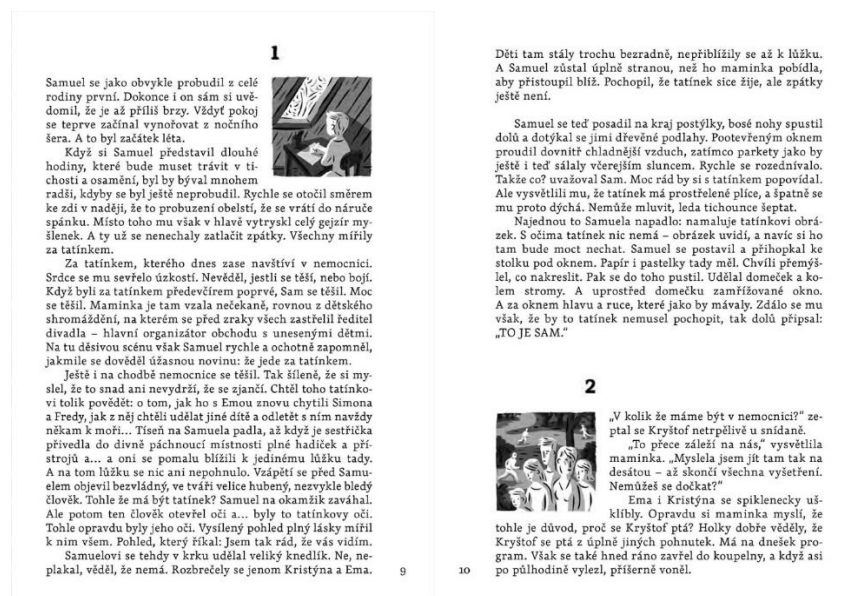 1
Samuel se jako obvykle probudil z celé
rodiny první. Dokonce i on sám si uvě-
domil, že je až příliš brzy. Vždyť pokoj
se teprve začínal vynořovat z nočního
šera. A to byl začátek léta.
Když si Samuel představil dlouhé
hodiny, které bude muset trávit v ti-
chosti a osamění, byl by býval mnohem
radši, kdyby se byl ještě neprobudil. Rychle se otočil směrem
ke zdi v naději, že to probuzení obelstí, že se vrátí do náruče
spánku. Místo toho mu však v hlavě vytryskl celý gejzír my-
šlenek. A ty už se nenechaly zatlačit zpátky. Všechny mířily
za tatínkem.
Za tatínkem, kterého dnes zase navštíví v nemocnici.
Srdce se mu sevřelo úzkostí. Nevěděl, jestli se těší, nebo bojí.
Když byli za tatínkem předevčírem poprvé, Sam se těšil. Moc
se těšil. Maminka je tam vzala nečekaně, rovnou z dětského
shromáždění, na kterém se před zraky všech zastřelil ředitel
divadla – hlavní organizátor obchodu s unesenými dětmi.
Na tu děsivou scénu však Samuel rychle a ochotně zapomněl,
jakmile se dověděl úžasnou novinu: že jede za tatínkem.
Ještě i na chodbě nemocnice se těšil. Tak šíleně, že si my-
slel, že to snad ani nevydrží, že se zjančí. Chtěl toho tatínko-
vi tolik povědět: o tom, jak ho s Emou znovu chytili Simona
a Fredy, jak z něj chtěli udělat jiné dítě a odletět s ním navždy
někam k moři... Tíseň na Samuela padla, až když je sestřička
přivedla do divně páchnoucí místnosti plné hadiček a pří-
strojů a... a oni se pomalu blížili k jedinému lůžku tady.
A na tom lůžku se nic ani nepohnulo. Vzápětí se před Samu-
elem objevil bezvládný, ve tváři velice hubený, nezvykle bledý
člověk. Tohle že má být tatínek? Samuel na okamžik zaváhal.
Ale potom ten člověk otevřel oči a... byly to tatínkovy oči.
Tohle opravdu byly jeho oči. Vysílený pohled plný lásky mířil
k nim všem. Pohled, který říkal: Jsem tak rád, že vás vidím.
Samuelovi se tehdy v krku udělal veliký knedlík. Ne, ne-
plakal, věděl, že nemá. Rozbrečely se jenom Kristýna a Ema.
9
Děti tam stály trochu bezradně, nepřiblížily se až k lůžku.
A Samuel zůstal úplně stranou, než ho maminka pobídla,
aby přistoupil blíž. Pochopil, že tatínek sice žije, ale zpátky
ještě není.
Samuel se teď posadil na kraj postýlky, bosé nohy spustil
dolů a dotýkal se jimi dřevěné podlahy. Pootevřeným oknem
proudil dovnitř chladnější vzduch, zatímco parkety jako by
ještě i teď sálaly včerejším sluncem. Rychle se rozednívalo.
Takže co? uvažoval Sam. Moc rád by si s tatínkem popovídal.
Ale vysvětlili mu, že tatínek má prostřelené plíce, a špatně se
mu proto dýchá. Nemůže mluvit, leda tichounce šeptat.
Najednou to Samuela napadlo: namaluje tatínkovi obrá-
zek. S očima tatínek nic nemá – obrázek uvidí, a navíc si ho
tam bude moct nechat. Samuel se postavil a přihopkal ke
stolku pod oknem. Papír i pastelky tady měl. Chvíli přemýš-
lel, co nakreslit. Pak se do toho pustil. Udělal domeček a ko-
lem stromy. A uprostřed domečku zamřížované okno.
A za oknem hlavu a ruce, které jako by mávaly. Zdálo se mu
však, že by to tatínek nemusel pochopit, tak dolů připsal:
„TO JE SAM.“
2
„V kolik že máme být v nemocnici?“ ze-
ptal se Kryštof netrpělivě u snídaně.
„To přece záleží na nás,“ vysvětlila
maminka. „Myslela jsem jít tam tak na
desátou – až skončí všechna vyšetření.
Nemůžeš se dočkat?“
Ema i Kristýna se spiklenecky uš-
klíbly. Opravdu si maminka myslí, že
tohle je důvod, proč se Kryštof ptá? Holky dobře věděly, že
Kryštof se ptá z úplně jiných pohnutek. Má na dnešek pro-
gram. Však se také hned ráno zavřel do koupelny, a když asi
po půlhodině vylezl, příšerně voněl.
10